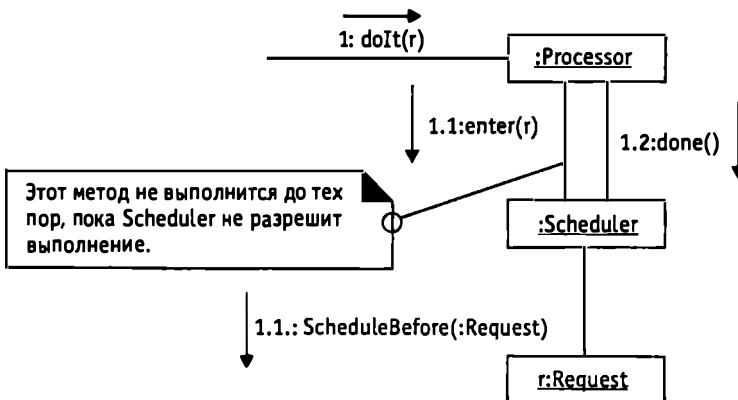 1: doIt(r)
:Processor
1.1:enter(r)
1.2:done()
Этот метод не выполнится до тех
пор, пока Scheduler не разрешит
выполнение.
:Scheduler
1.1.: ScheduleBefore(:Request)
r:Request